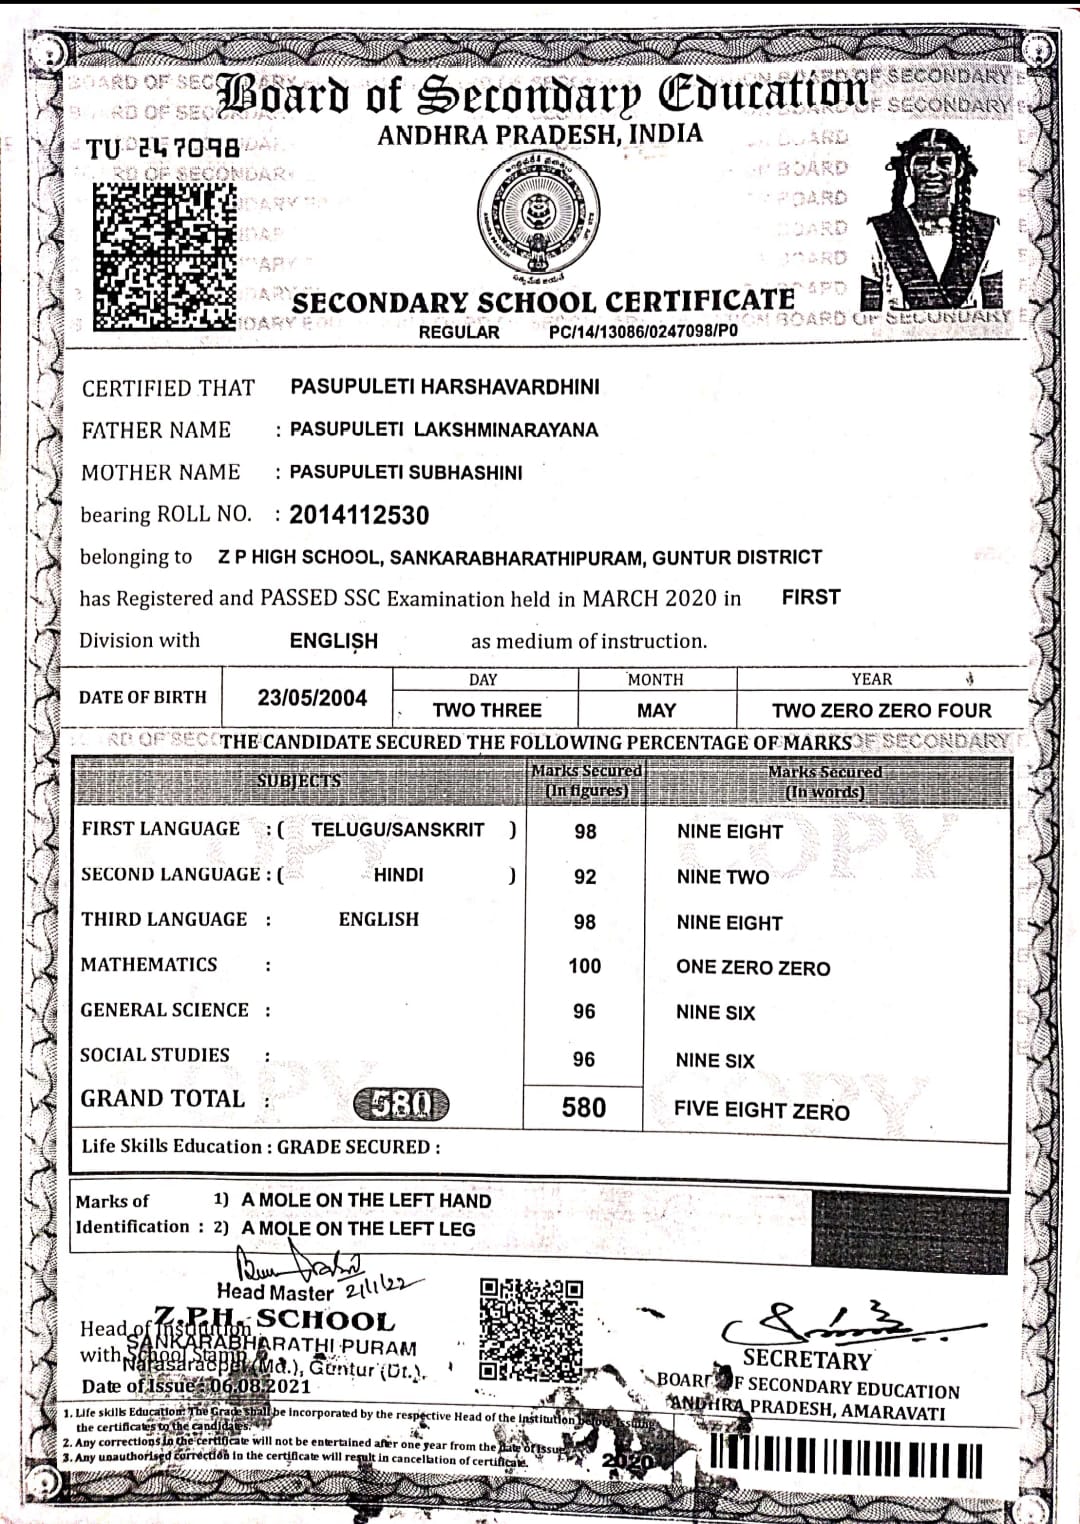 Board of Secondary Education
ANDHRA PRADESH, INDIA
TU 247098
SECONDARY SCHOOL CERTIFICATE
REGULAR PC/14/13086/0247098/P0
CERTIFIED THAT PASUPULETI HARSHAVARDHINI
FATHER NAME : PASUPULETI LAKSHMINARAYANA
MOTHER NAME : PASUPULETI SUBHASHINI
bearing ROLL NO. : 2014112530
belonging to Z P HIGH SCHOOL, SANKARABHARATHIPURAM, GUNTUR DISTRICT
has Registered and PASSED SSC Examination held in MARCH 2020 in FIRST
Division with ENGLISH as medium of instruction.
DATE OF BIRTH 23/05/2004 DAY MONTH YEAR
TWO THREE MAY TWO ZERO ZERO FOUR
THE CANDIDATE SECURED THE FOLLOWING PERCENTAGE OF MARKS
SUBJECTS Marks Secured (In figures) Marks Secured (In words)
FIRST LANGUAGE : ( TELUGU/SANSKRIT ) 98 NINE EIGHT
SECOND LANGUAGE : ( HINDI ) 92 NINE TWO
THIRD LANGUAGE : ENGLISH 98 NINE EIGHT
MATHEMATICS : 100 ONE ZERO ZERO
GENERAL SCIENCE : 96 NINE SIX
SOCIAL STUDIES : 96 NINE SIX
GRAND TOTAL : 580 580 FIVE EIGHT ZERO
Life Skills Education : GRADE SECURED :
Marks of 1) A MOLE ON THE LEFT HAND
Identification : 2) A MOLE ON THE LEFT LEG
Head Master 21/1/22
Z.P.H. SCHOOL
Head of Institution
SANKARABHARATHI PURAM
with School Stamp
Narasaraopet (Md.), Guntur (Dt.).
Date of Issue : 06.08.2021
SECRETARY
BOARD OF SECONDARY EDUCATION
ANDHRA PRADESH, AMARAVATI
1. Life skills Education: The Grade shall be incorporated by the respective Head of the Institution before issuing
the certificates to the candidates.
2. Any corrections in the certificate will not be entertained after one year from the date of issue
3. Any unauthorised correction in the certificate will result in cancellation of certificate.
2020